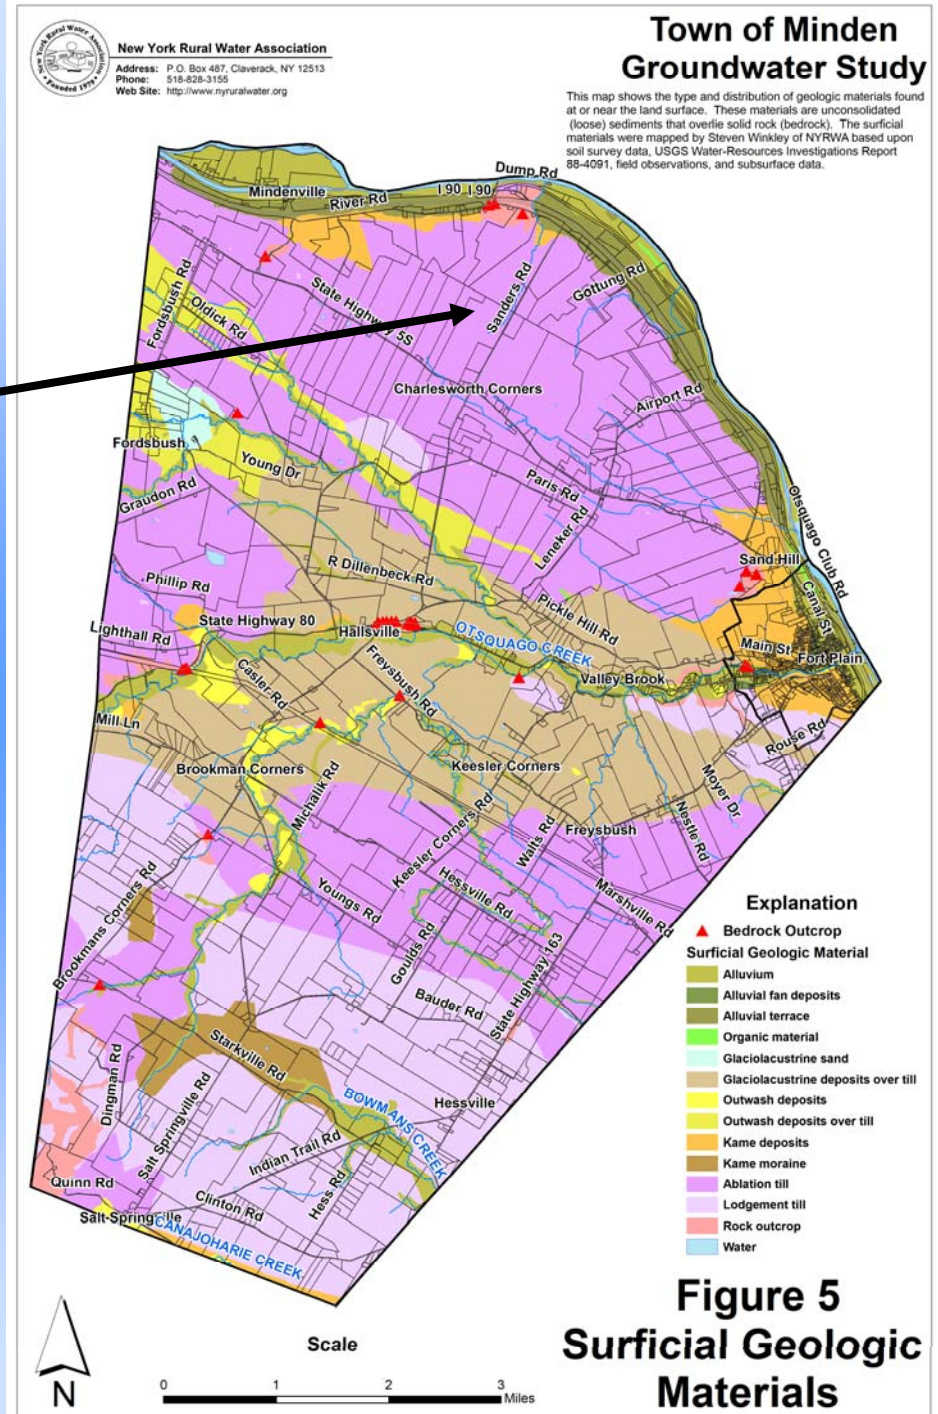 New York Rural Water Association
Founded 1979
New York Rural Water Association
Address: P.O. Box 487, Claverack, NY 12513
Phone: 518-828-3155
Web Site: http://www.nyruralwater.org
Town of Minden
Groundwater Study
This map shows the type and distribution of geologic materials found
at or near the land surface. These materials are unconsolidated
(loose) sediments that overlie solid rock (bedrock). The surficial
materials were mapped by Steven Winkley of NYRWA based upon
soil survey data, USGS Water-Resources Investigations Report
88-4091, field observations, and subsurface data.
Dump Rd
Mindenville
River Rd
I 90
I 90
Fordsbush Rd
Oldick Rd
State Highway 5S
Sanders Rd
Gottung Rd
Charlesworth Corners
Airport Rd
Fordsbush
Young Dr
Graudon Rd
Paris Rd
Leneker Rd
Otsquago Club Rd
Sand Hill
R Dillenbeck Rd
Phillip Rd
Pickle Hill Rd
Canal St
State Highway 80
Lighthall Rd
Hallsville
OTSQUAGO CREEK
Main St
Fort Plain
Casler Rd
Freysbush Rd
Valley Brook
Mill Ln
Rouse Rd
Brookman Corners
Michalik Rd
Keesler Corners
Moyer Dr
Nestle Rd
Freysbush
Walts Rd
Keesler Corners Rd
Hessville Rd
Youngs Rd
Marshville Rd
Brookmans Corners Rd
Goulds Rd
State Highway 163
Bauder Rd
Starkville Rd
Dingman Rd
Salt Springville Rd
BOWMANS CREEK
Hessville
Indian Trail Rd
Hess Rd
Quinn Rd
Clinton Rd
Salt Springville
CANAJOHARIE CREEK
Explanation
Bedrock Outcrop
Surficial Geologic Material
Alluvium
Alluvial fan deposits
Alluvial terrace
Organic material
Glaciolacustrine sand
Glaciolacustrine deposits over till
Outwash deposits
Outwash deposits over till
Kame deposits
Kame moraine
Ablation till
Lodgement till
Rock outcrop
Water
Figure 5
Surficial Geologic
Materials
N
Scale
0 1 2 3
Miles